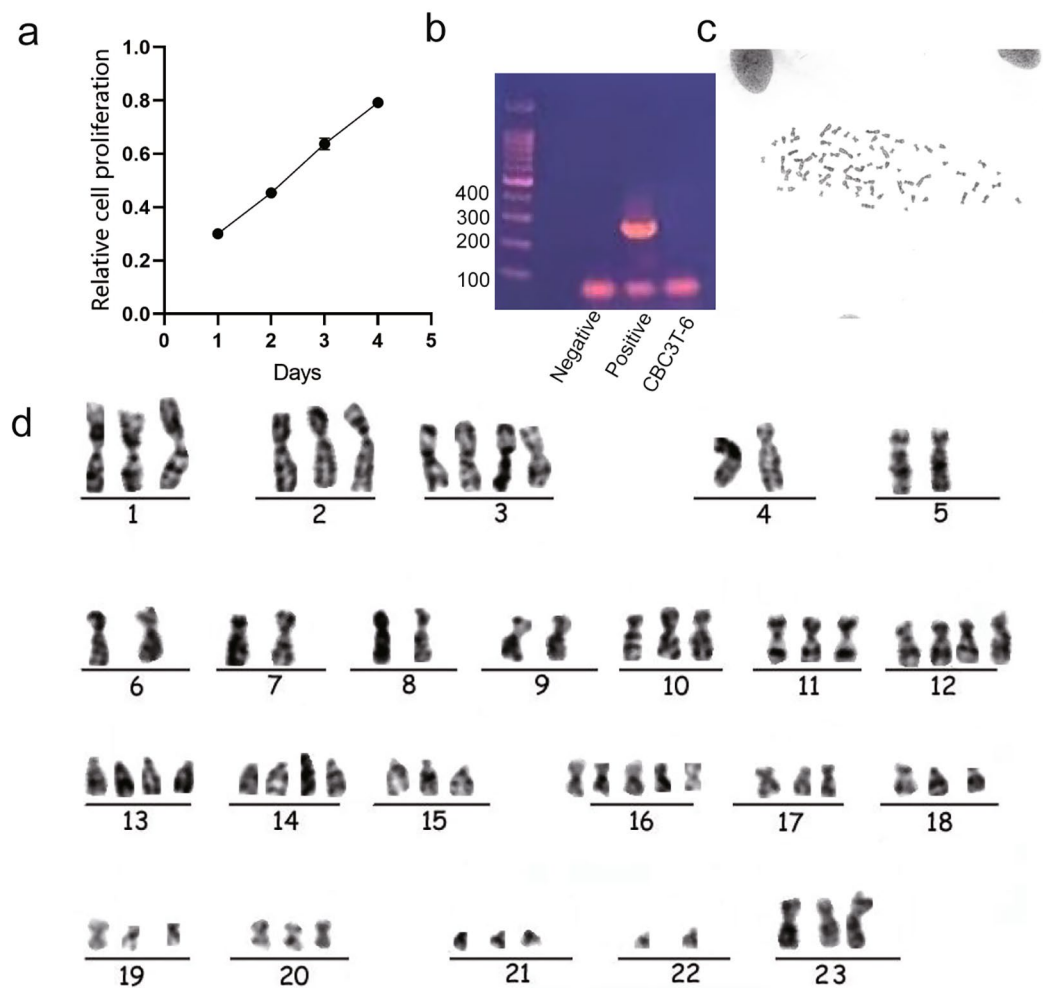 a
b
c
Relative cell proliferation
1.0
0.8
0.6
0.4
0.2
0.0
0 1 2 3 4 5
Days
400
300
200
100
Negative
Positive
CBC3T-6
d
1 2 3 4 5
6 7 8 9 10 11 12
13 14 15 16 17 18
19 20 21 22 23